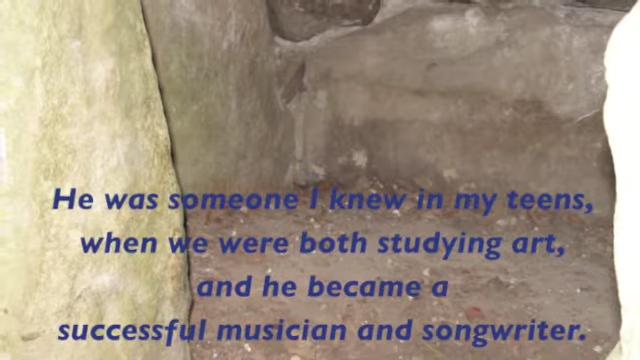 He was someone I knew in my teens,
when we were both studying art,
and he became a
successful musician and songwriter.